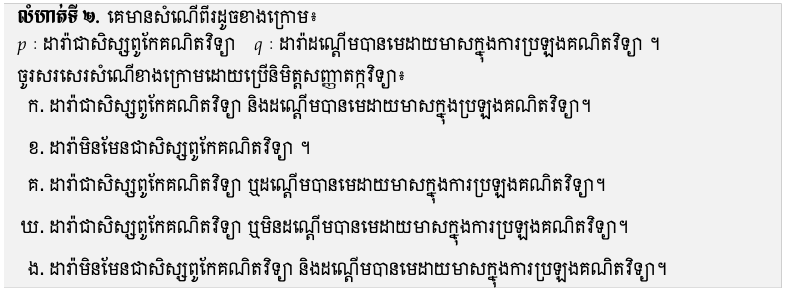 លំហាត់ទី ២. គេមានសំណើពីរដូចខាងក្រោម៖
p : ដារ៉ាជាសិស្សពូកែគណិតវិទ្យា q : ដារ៉ាដណ្ដើមបានមេដាយមាសក្នុងការប្រឡងគណិតវិទ្យា ។
ចូរសរសេរសំណើខាងក្រោមដោយប្រើនិមិត្តសញ្ញាតក្កវិទ្យា៖
ក. ដារ៉ាជាសិស្សពូកែគណិតវិទ្យា និងដណ្ដើមបានមេដាយមាសក្នុងប្រឡងគណិតវិទ្យា។
ខ. ដារ៉ាមិនមែនជាសិស្សពូកែគណិតវិទ្យា ។
គ. ដារ៉ាជាសិស្សពូកែគណិតវិទ្យា ឬដណ្ដើមបានមេដាយមាសក្នុងការប្រឡងគណិតវិទ្យា។
ឃ. ដារ៉ាជាសិស្សពូកែគណិតវិទ្យា ឬមិនដណ្ដើមបានមេដាយមាសក្នុងការប្រឡងគណិតវិទ្យា។
ង. ដារ៉ាមិនមែនជាសិស្សពូកែគណិតវិទ្យា និងដណ្ដើមបានមេដាយមាសក្នុងការប្រឡងគណិតវិទ្យា។